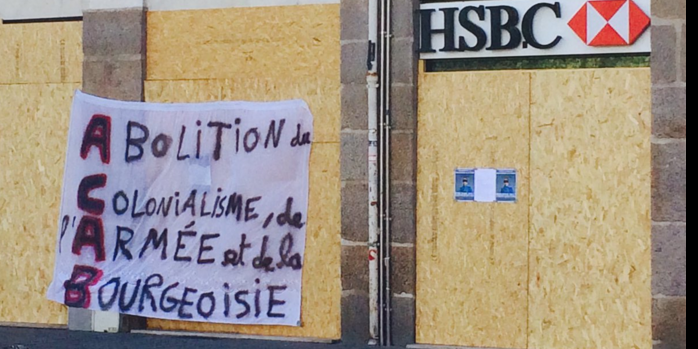 HSBC
ABOLITION du
COLONIALISME, de
l'ARMÉE et de la
BOURGEOISIE